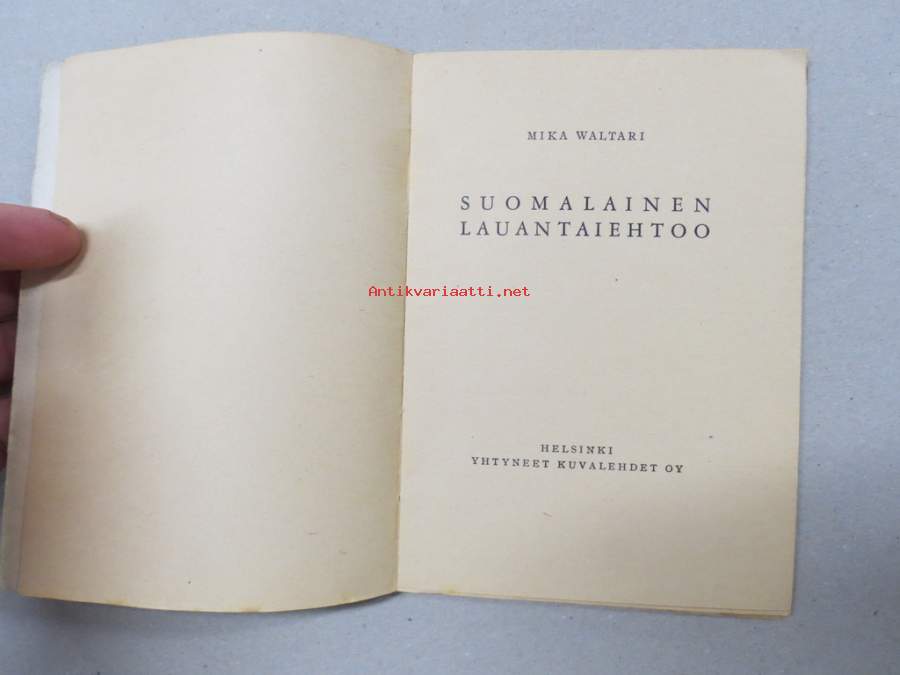 MIKA WALTARI
SUOMALAINEN
LAUANTAIEHTOO
Antikvariaatti.net
HELSINKI
YHTYNEET KUVALEHDET OY